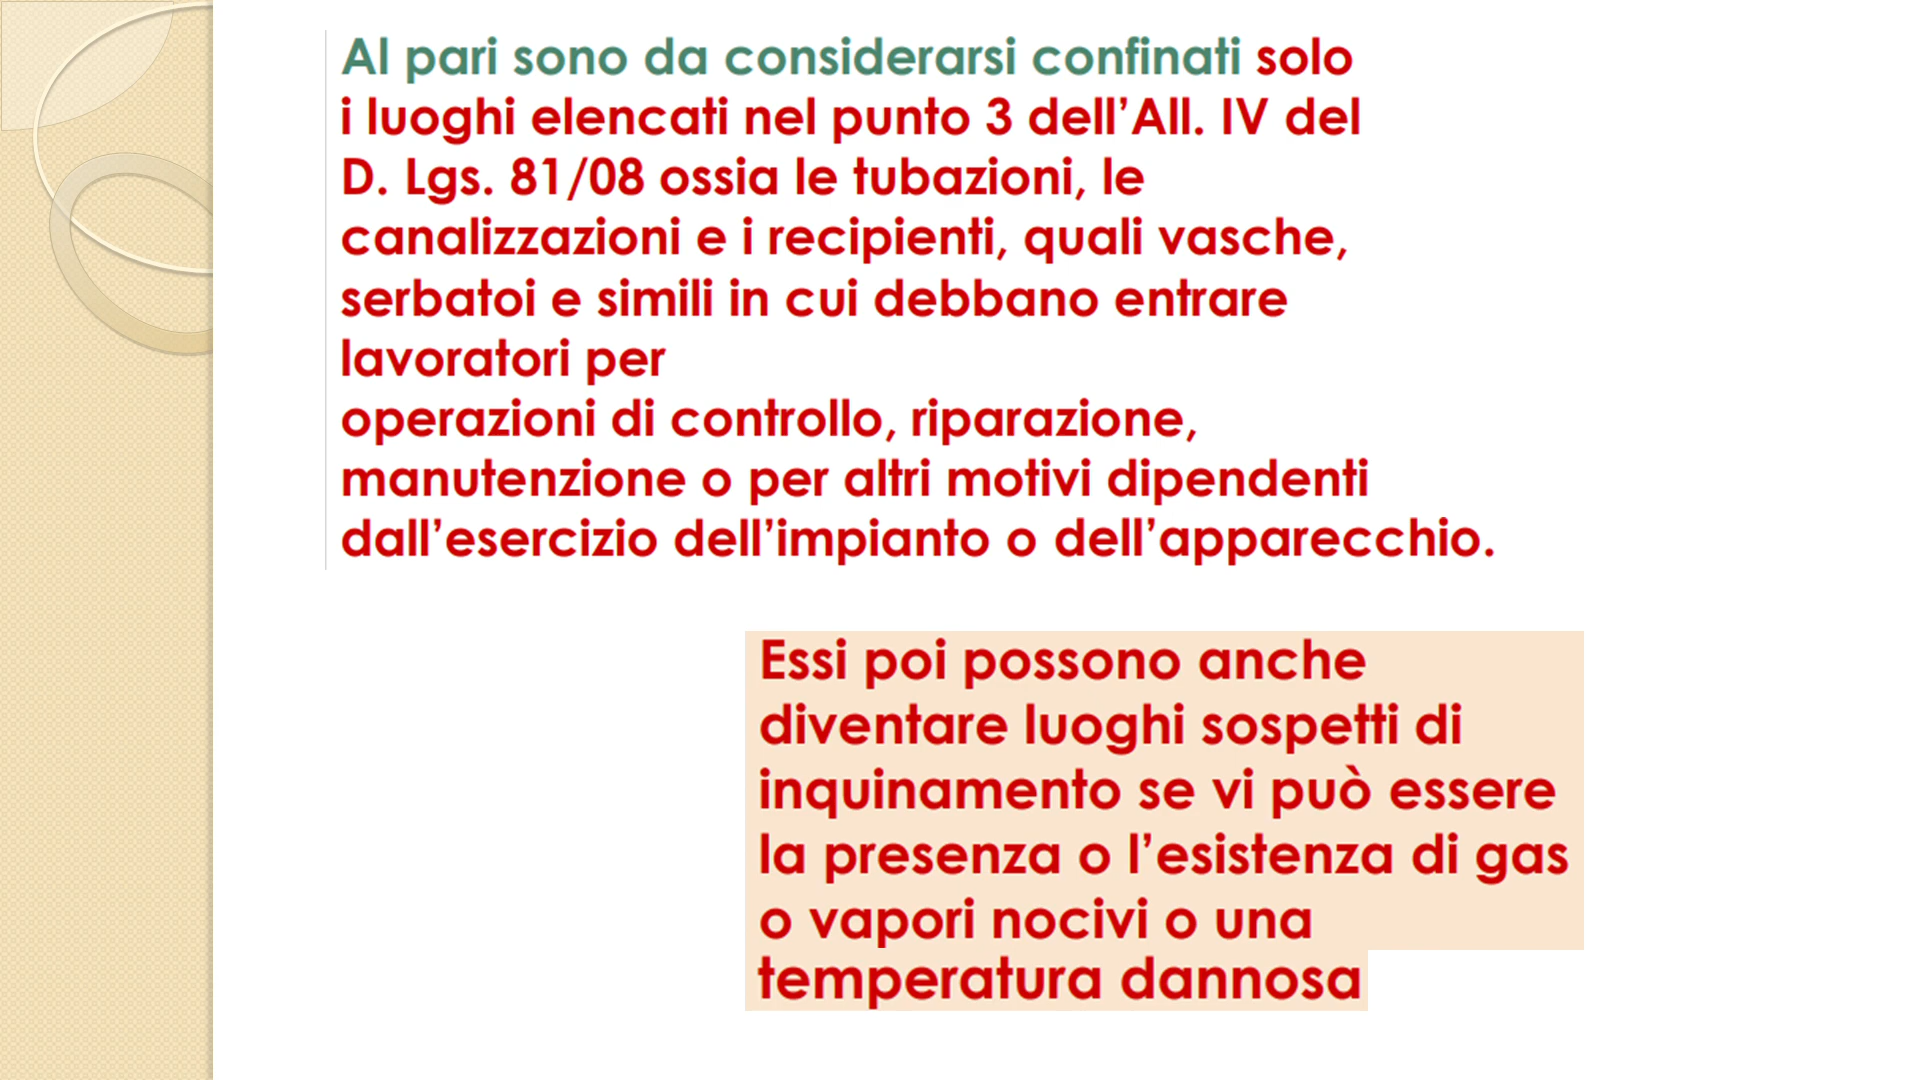 Al pari sono da considerarsi confinati solo
i luoghi elencati nel punto 3 dell’All. IV del
D. Lgs. 81/08 ossia le tubazioni, le
canalizzazioni e i recipienti, quali vasche,
serbatoi e simili in cui debbano entrare
lavoratori per
operazioni di controllo, riparazione,
manutenzione o per altri motivi dipendenti
dall’esercizio dell’impianto o dell’apparecchio.
Essi poi possono anche
diventare luoghi sospetti di
inquinamento se vi può essere
la presenza o l’esistenza di gas
o vapori nocivi o una
temperatura dannosa